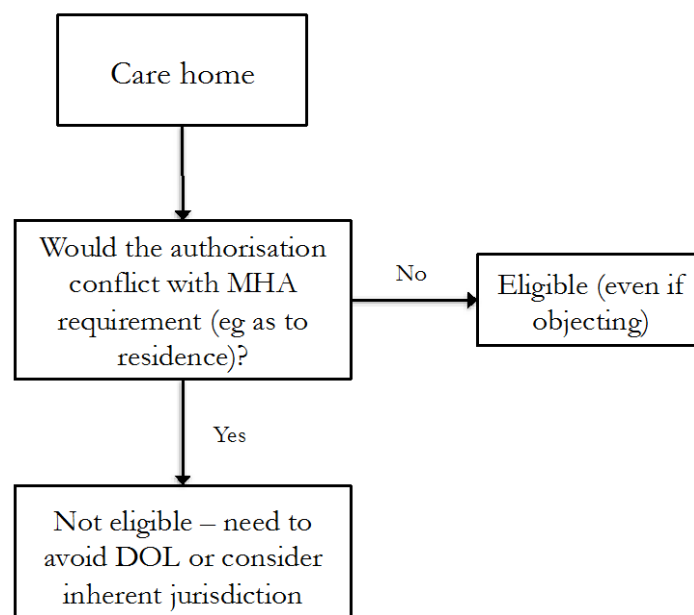 Care home
Would the authorisation
conflict with MHA
requirement (eg as to
residence)?
No
Eligible (even if
objecting)
Yes
Not eligible – need to
avoid DOL or consider
inherent jurisdiction